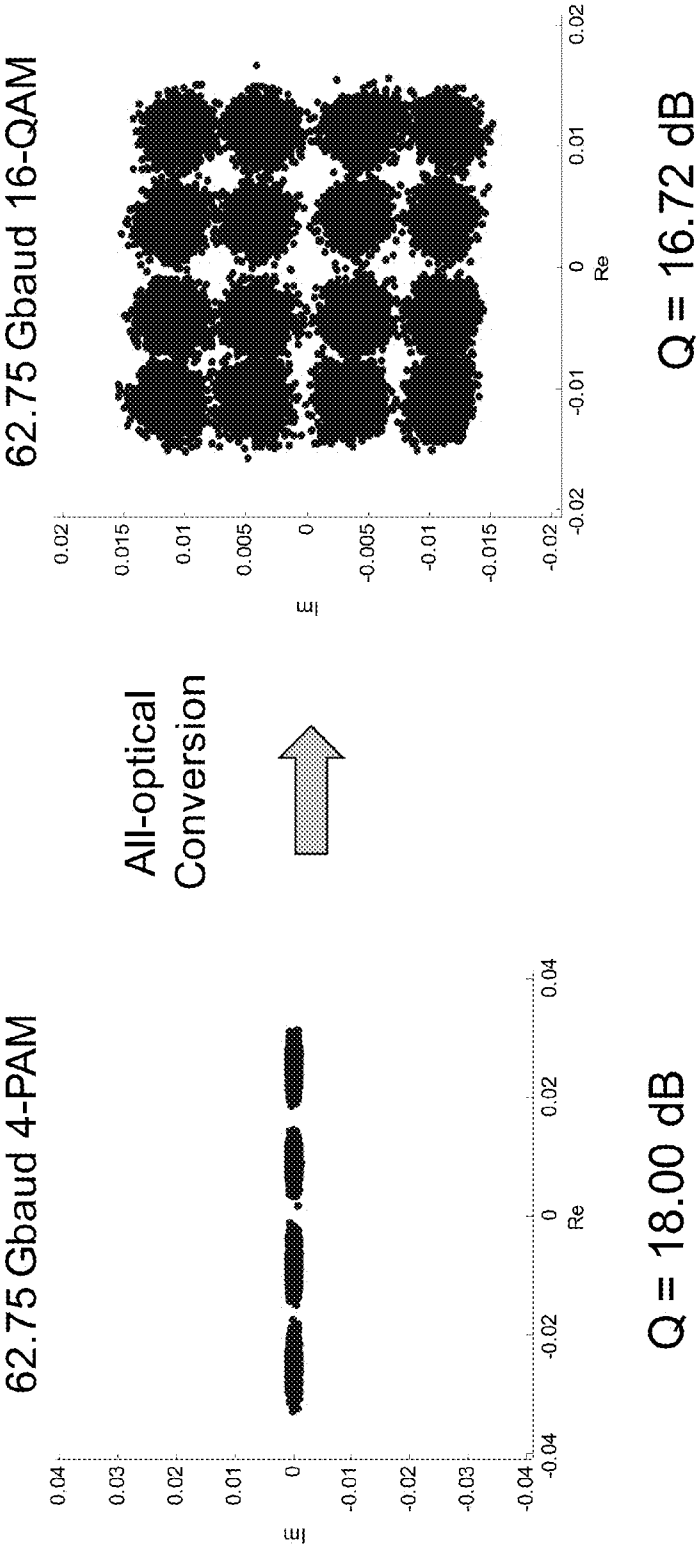 62.75 Gbaud 4-PAM
0.04
0.03
0.02
0.01
0
-0.01
-0.02
-0.03
-0.04
Im
-0.04
-0.02
0
0.02
0.04
Re
Q = 18.00 dB
All-optical
Conversion
62.75 Gbaud 16-QAM
0.02
0.015
0.01
0.005
0
-0.005
-0.01
-0.015
-0.02
Im
-0.02
-0.01
0
0.01
0.02
Re
Q = 16.72 dB